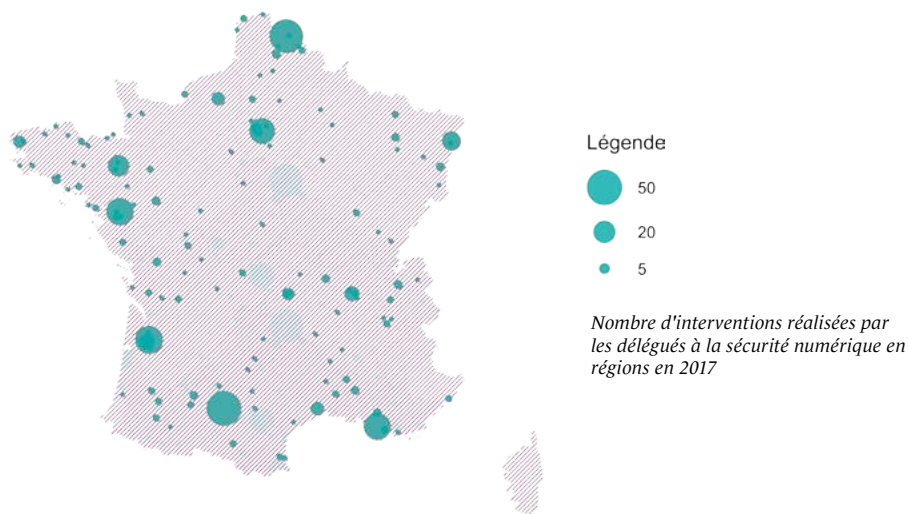 Légende
50
20
5
Nombre d'interventions réalisées par
les délégués à la sécurité numérique en
régions en 2017